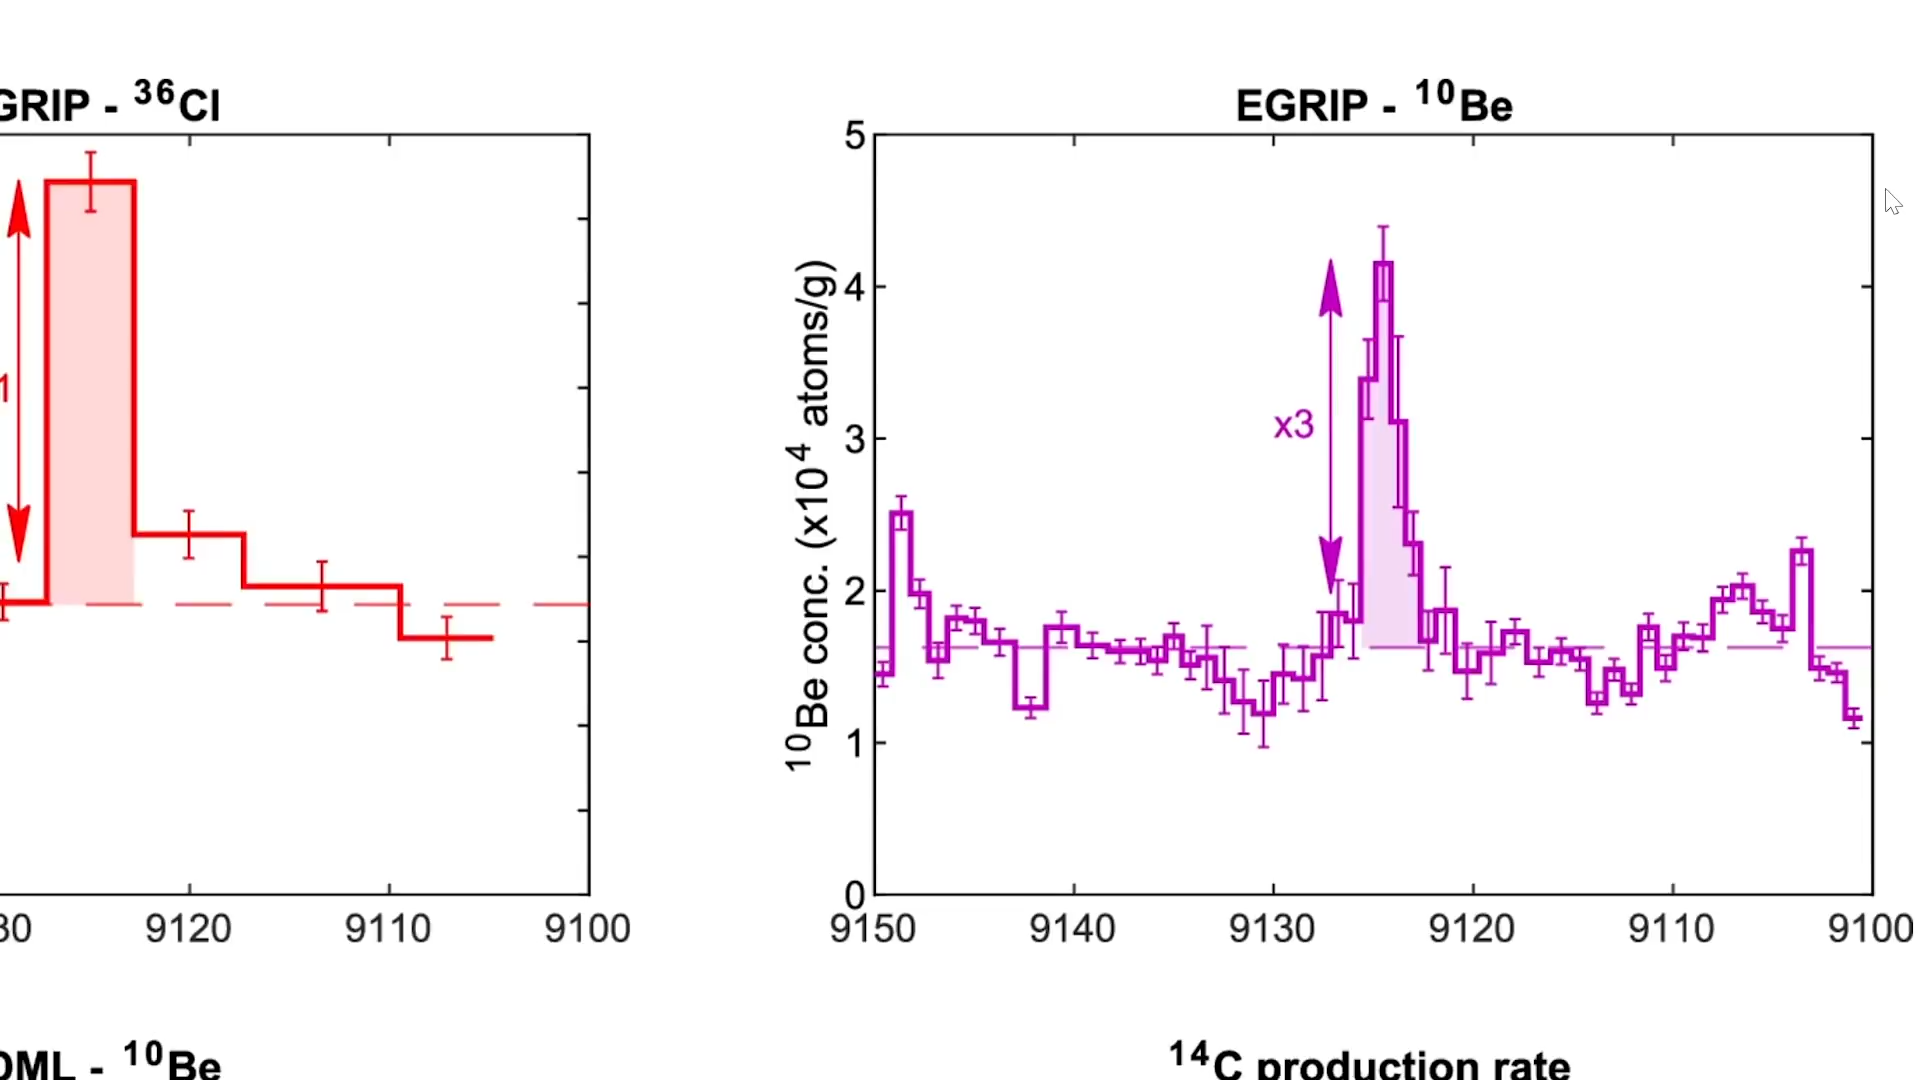 GRIP - ³⁶Cl
EGRIP - ¹⁰Be
¹⁰Be conc. (x10⁴ atoms/g)
5
4
3
2
1
0
x3
9120
9110
9100
9150
9140
9130
9120
9110
9100
- ¹⁰Be
¹⁴C production rate